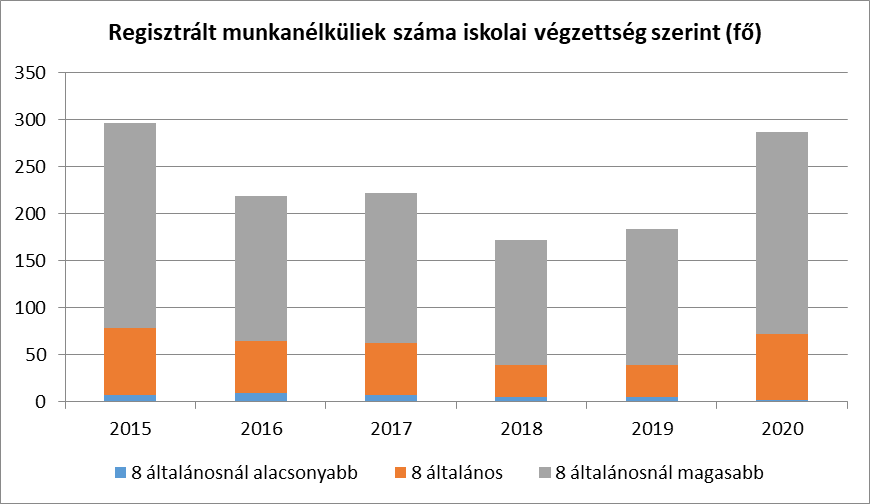 Regisztrált munkanélküliek száma iskolai végzettség szerint (fő)
350
300
250
200
150
100
50
0
2015 2016 2017 2018 2019 2020
8 általánosnál alacsonyabb 8 általános 8 általánosnál magasabb